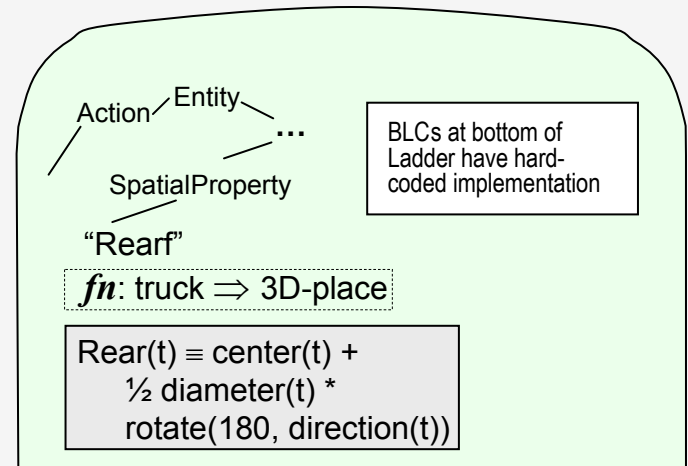 Action
Entity
...
SpatialProperty
“Rearf”
fn: truck ⇒ 3D-place
Rear(t) ≡ center(t) +
½ diameter(t) *
rotate(180, direction(t))
BLCs at bottom of
Ladder have hard-
coded implementation